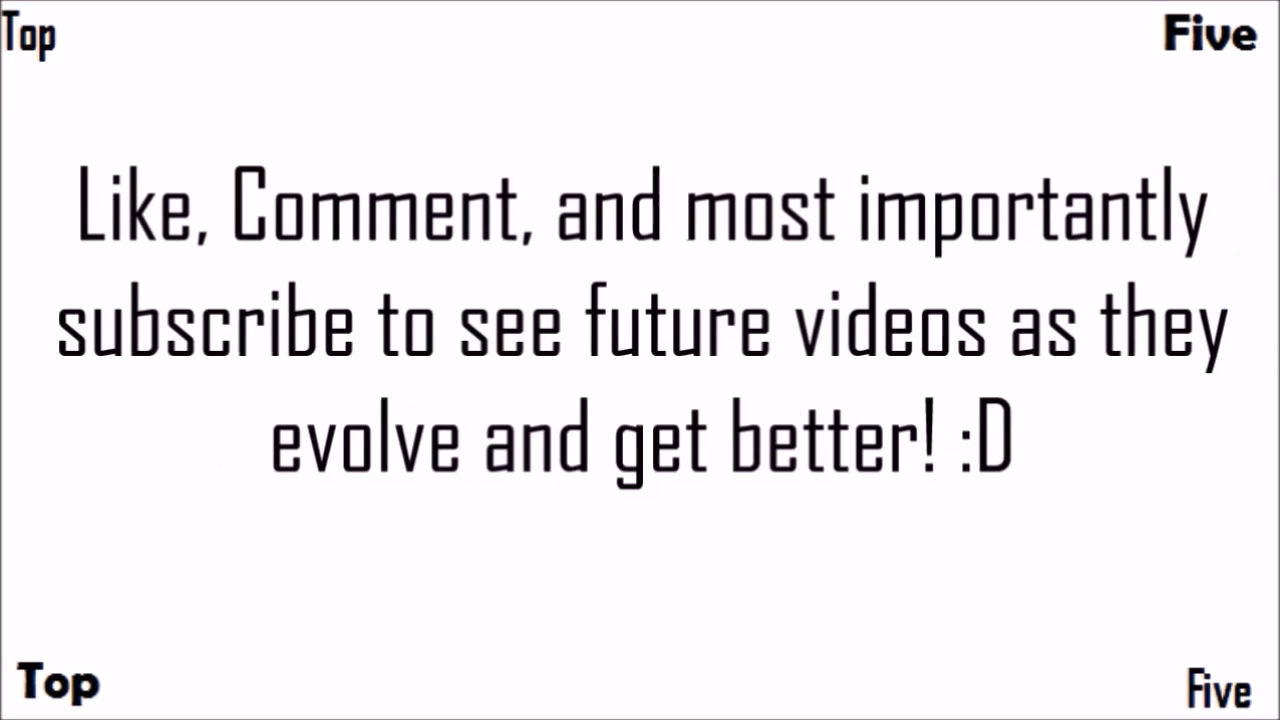 Top Five
Like, Comment, and most importantly
subscribe to see future videos as they
evolve and get better! :D
Top Five